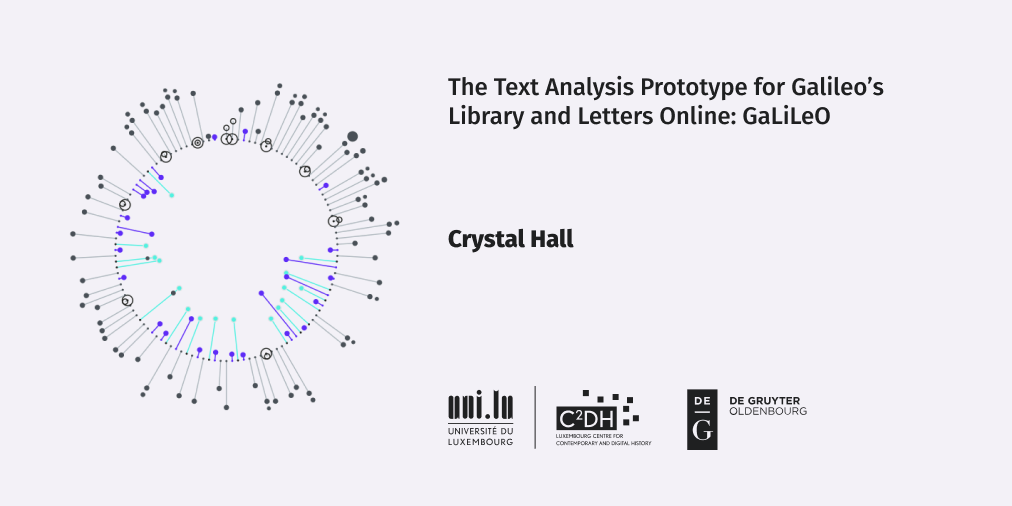 The Text Analysis Prototype for Galileo’s
Library and Letters Online: GaLiLeO
Crystal Hall
uni.lu
UNIVERSITÉ DU
LUXEMBOURG
C²DH
LUXEMBOURG CENTRE FOR
CONTEMPORARY AND DIGITAL HISTORY
DE
G
DE GRUYTER
OLDENBOURG